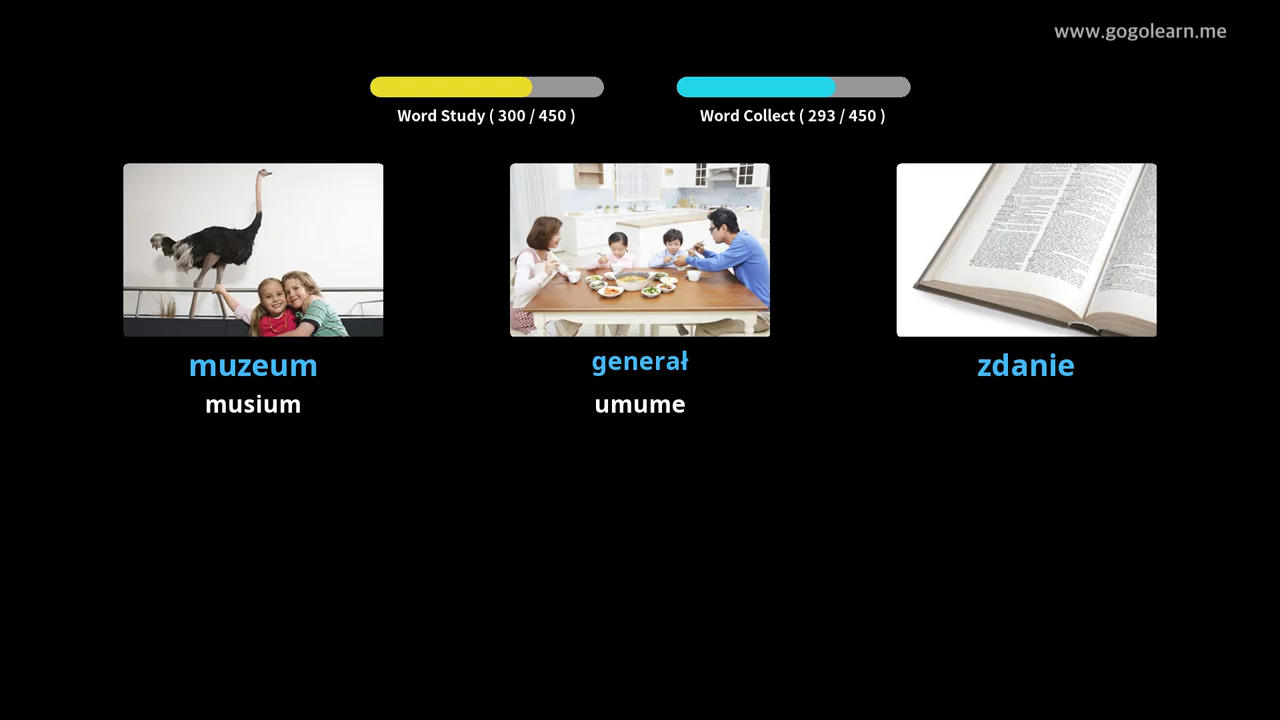 www.gogolearn.me
Word Study ( 300 / 450 )
Word Collect ( 293 / 450 )
muzeum
musium
generał
umume
zdanie